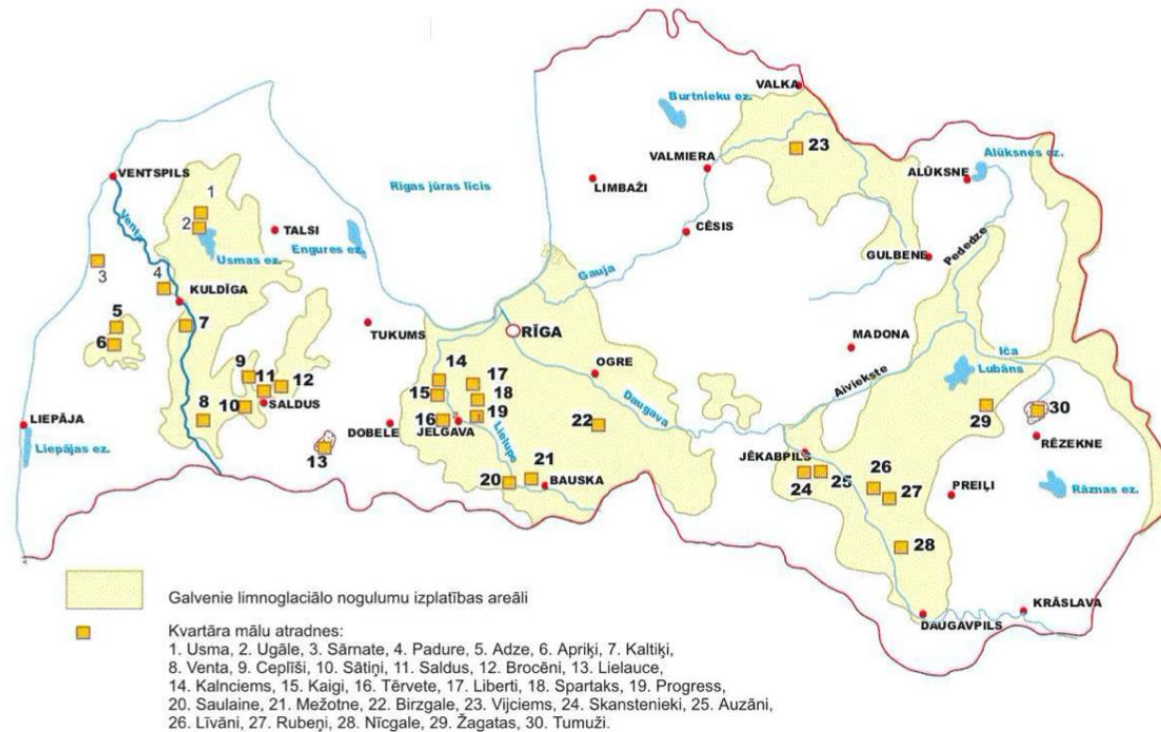 VALKA
Burtnieku ez.
23
VALMIERA
Alūksnes ez.
ALŪKSNE
VENTSPILS
Rīgas jūras līcis
LIMBAŽI
1
2
Venta
TALSI
CĒSIS
Usmas ez.
Engures ez.
GULBENE
Pededze
3
4
Gauja
KULDĪGA
5
7
TUKUMS
RĪGA
6
MADONA
Iča
OGRE
Lubāns
9
11
12
14
17
Aiviekste
15
18
Daugava
8
10
SALDUS
16
19
29
30
LIEPĀJA
DOBELE
JELGAVA
22
RĒZEKNE
Liepājas ez.
13
Lielupe
JĒKABPILS
20
21
BAUSKA
24
25
26
27
PREIĻI
Rāznas ez.
28
DAUGAVPILS
KRĀSLAVA
Galvenie limnoglaciālo nogulumu izplatības areāli
Kvartāra mālu atradnes:
1. Usma, 2. Ugāle, 3. Sārnate, 4. Padure, 5. Adze, 6. Apriķi, 7. Kaltiķi,
8. Venta, 9. Ceplīši, 10. Sātiņi, 11. Saldus, 12. Brocēni, 13. Lielauce,
14. Kalnciems, 15. Kaigi, 16. Tērvete, 17. Liberti, 18. Spartaks, 19. Progress,
20. Saulaine, 21. Mežotne, 22. Birzgale, 23. Vijciems, 24. Skanstenieki, 25. Auzāni,
26. Līvāni, 27. Rubeņi, 28. Nīcgale, 29. Žagatas, 30. Tumuži.